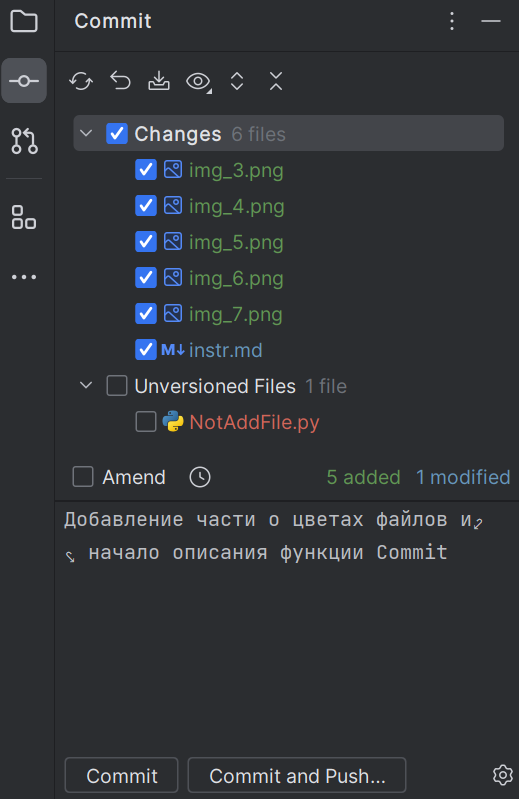 Commit
Changes 6 files
img_3.png
img_4.png
img_5.png
img_6.png
img_7.png
M↓ instr.md
Unversioned Files 1 file
NotAddFile.py
Amend 5 added 1 modified
Добавление части о цветах файлов и
начало описания функции Commit
Commit Commit and Push...